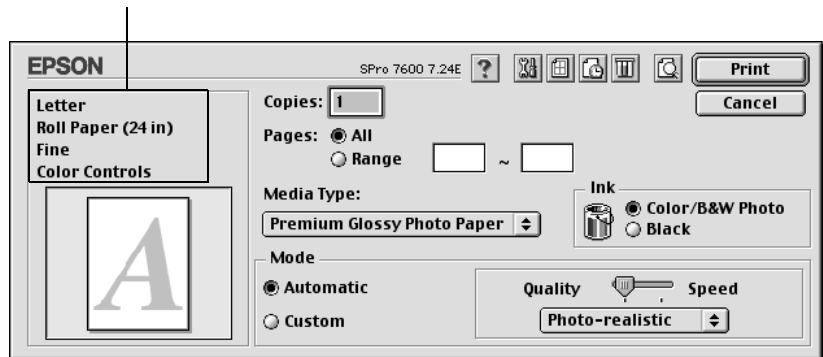 EPSON
SPro 7600 7.24E
?
Print
Cancel
Letter
Roll Paper (24 in)
Fine
Color Controls
A
Copies: 1
Pages: All
Range ~
Media Type:
Premium Glossy Photo Paper
Ink
Color/B&W Photo
Black
Mode
Automatic
Custom
Quality Speed
Photo-realistic